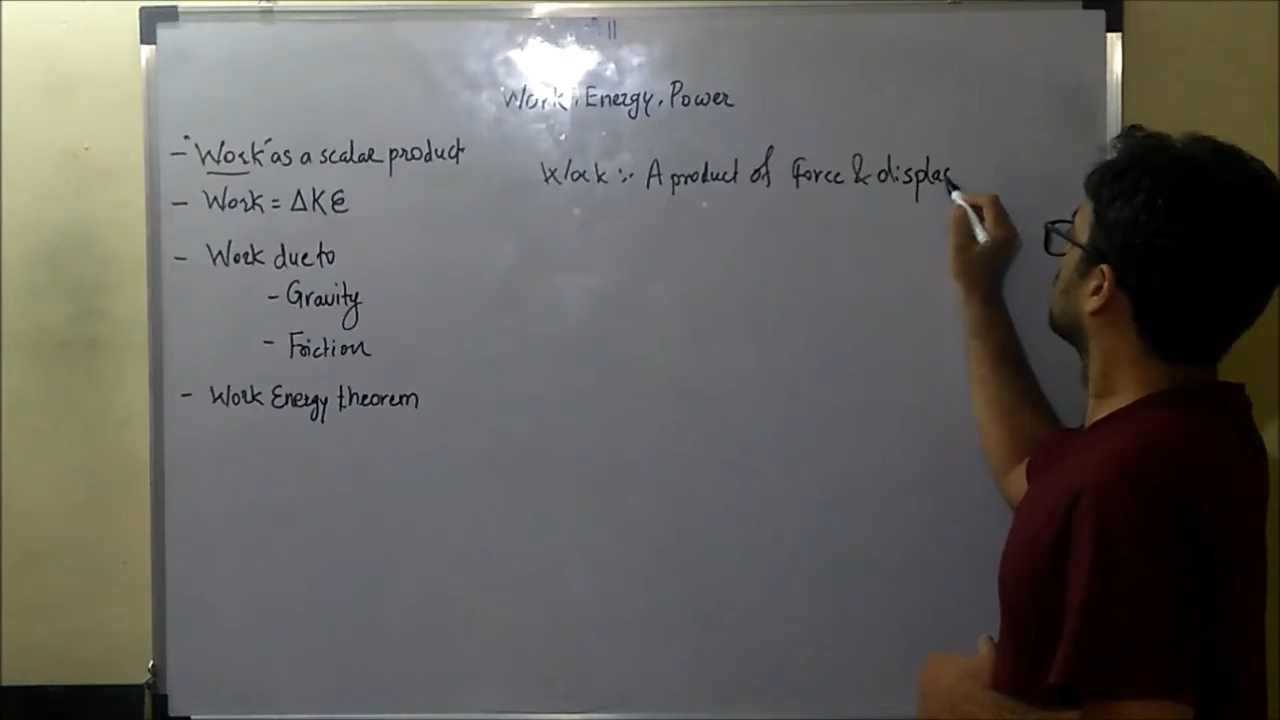 11
Work, Energy, Power
- "Work" as a scalar product
- Work = ΔKE
- Work due to
- Gravity
- Friction
- Work Energy theorem
Work :- A product of force & displac